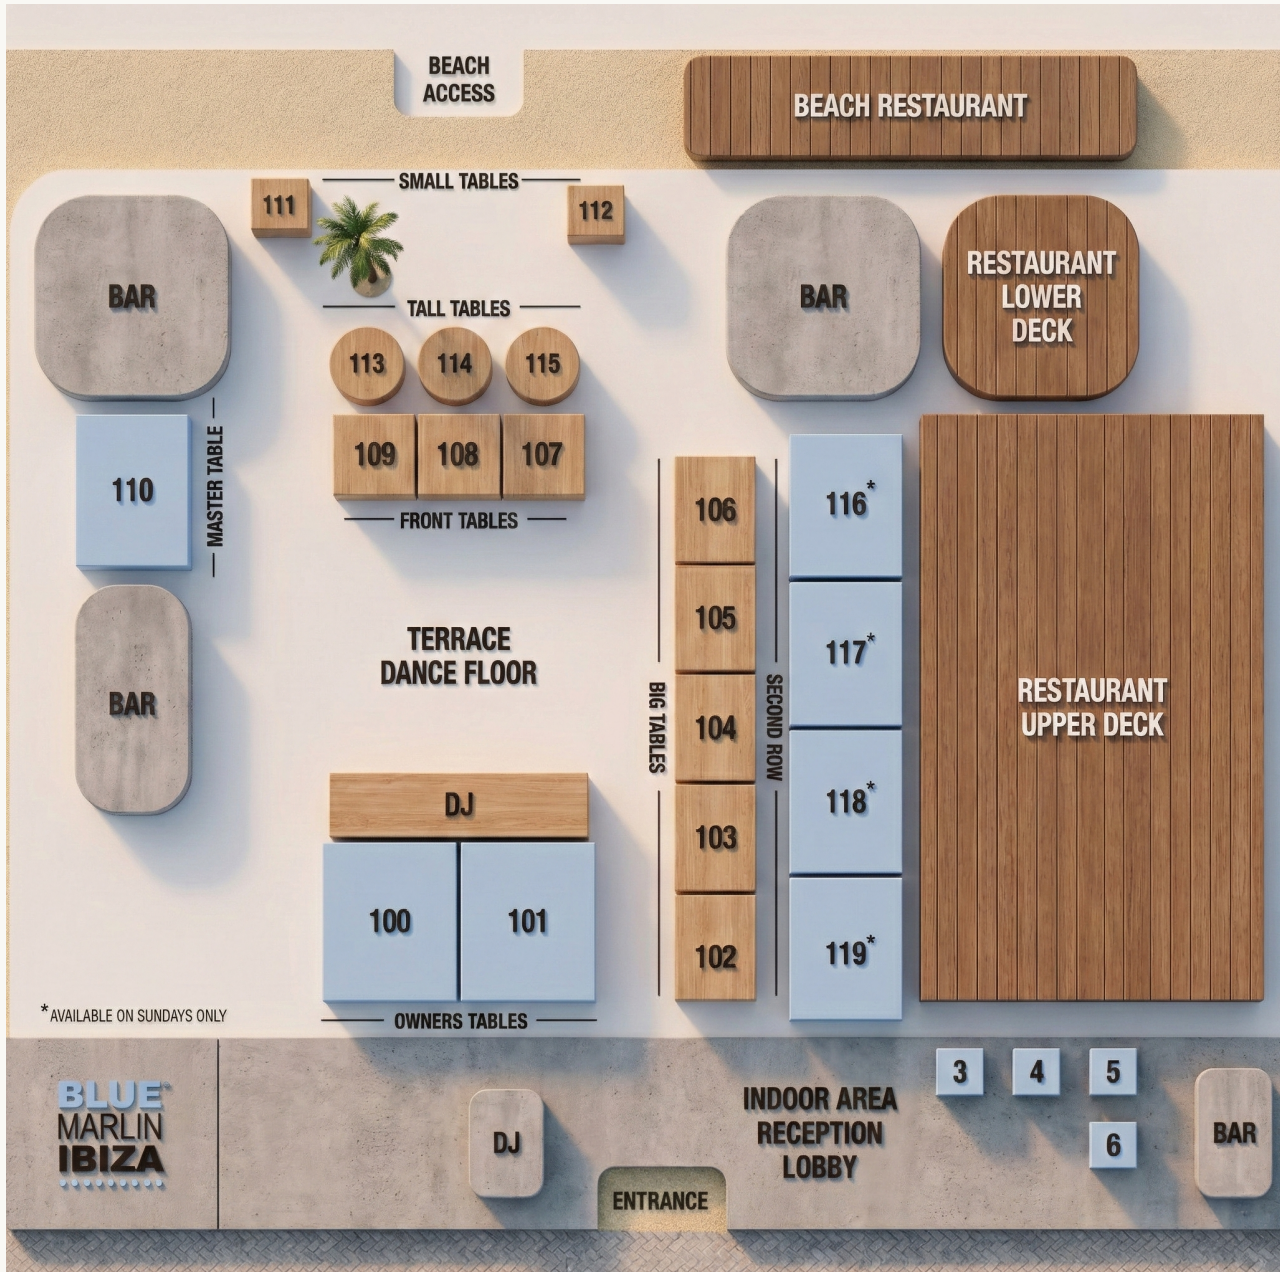 BEACH
ACCESS
BEACH RESTAURANT
SMALL TABLES
111
112
BAR
BAR
RESTAURANT
LOWER
DECK
TALL TABLES
113
114
115
109
108
107
FRONT TABLES
110
MASTER TABLE
BAR
TERRACE
DANCE FLOOR
106
105
104
103
102
BIG TABLES
SECOND ROW
116*
117*
118*
119*
RESTAURANT
UPPER DECK
DJ
100
101
OWNERS TABLES
*AVAILABLE ON SUNDAYS ONLY
BLUE
MARLIN
IBIZA
DJ
ENTRANCE
INDOOR AREA
RECEPTION
LOBBY
3
4
5
6
BAR